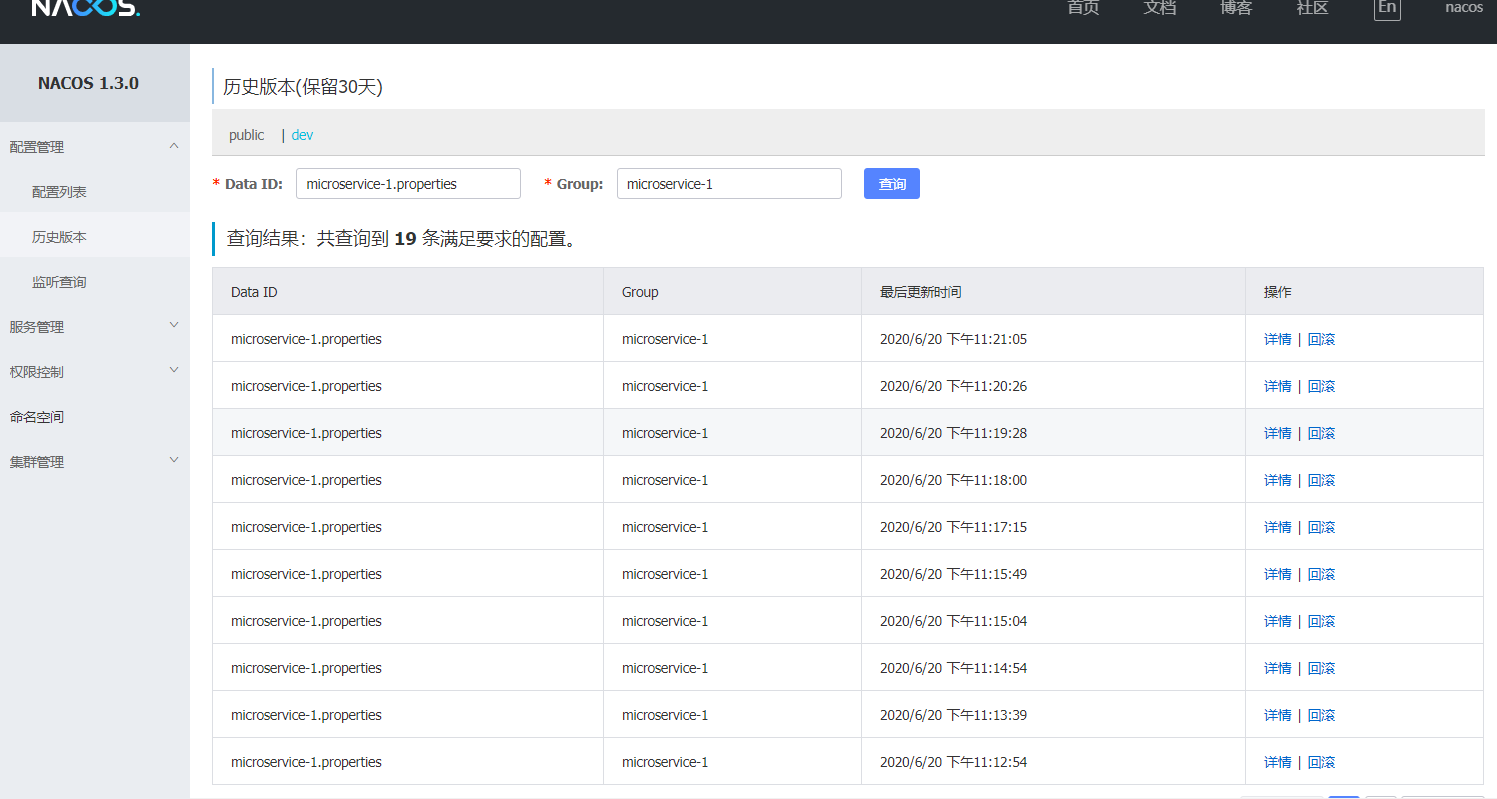 NACOS.
首页 文档 博客 社区 En nacos
NACOS 1.3.0
配置管理
配置列表
历史版本
监听查询
服务管理
权限控制
命名空间
集群管理
历史版本(保留30天)
public | dev
* Data ID: microservice-1.properties * Group: microservice-1 查询
查询结果：共查询到 19 条满足要求的配置。
Data ID Group 最后更新时间 操作
microservice-1.properties microservice-1 2020/6/20 下午11:21:05 详情 | 回滚
microservice-1.properties microservice-1 2020/6/20 下午11:20:26 详情 | 回滚
microservice-1.properties microservice-1 2020/6/20 下午11:19:28 详情 | 回滚
microservice-1.properties microservice-1 2020/6/20 下午11:18:00 详情 | 回滚
microservice-1.properties microservice-1 2020/6/20 下午11:17:15 详情 | 回滚
microservice-1.properties microservice-1 2020/6/20 下午11:15:49 详情 | 回滚
microservice-1.properties microservice-1 2020/6/20 下午11:15:04 详情 | 回滚
microservice-1.properties microservice-1 2020/6/20 下午11:14:54 详情 | 回滚
microservice-1.properties microservice-1 2020/6/20 下午11:13:39 详情 | 回滚
microservice-1.properties microservice-1 2020/6/20 下午11:12:54 详情 | 回滚